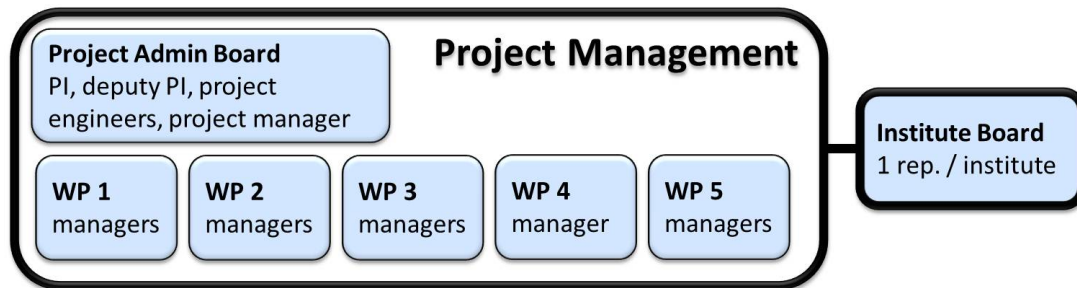 Project Management
Project Admin Board
PI, deputy PI, project
engineers, project manager
WP 1
managers
WP 2
managers
WP 3
managers
WP 4
manager
WP 5
managers
Institute Board
1 rep. / institute